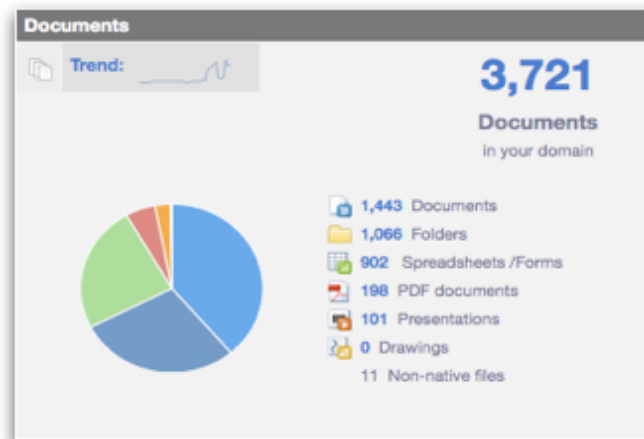 Documents
Trend:
3,721
Documents
in your domain
1,443 Documents
1,066 Folders
902 Spreadsheets /Forms
198 PDF documents
101 Presentations
0 Drawings
11 Non-native files